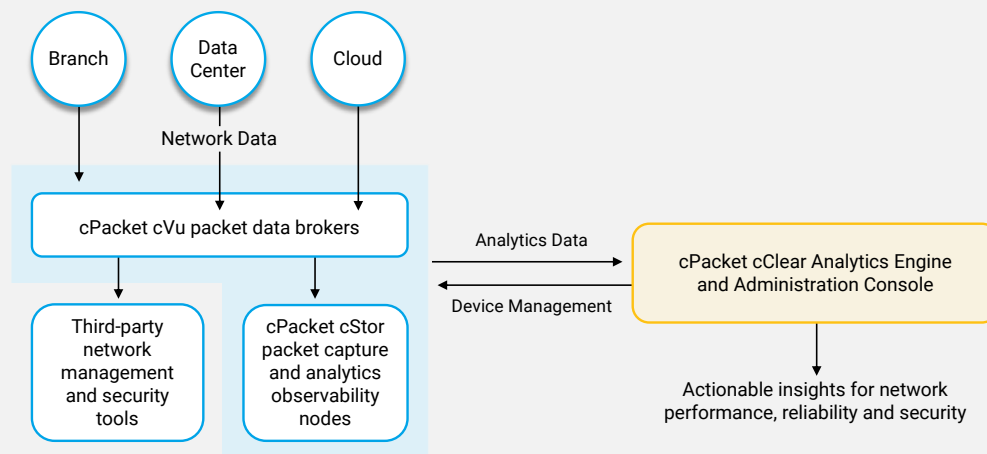 Branch
Data
Center
Cloud
Network Data
cPacket cVu packet data brokers
Analytics Data
Device Management
cPacket cClear Analytics Engine
and Administration Console
Third-party
network
management
and security
tools
cPacket cStor
packet capture
and analytics
observability
nodes
Actionable insights for network
performance, reliability and security